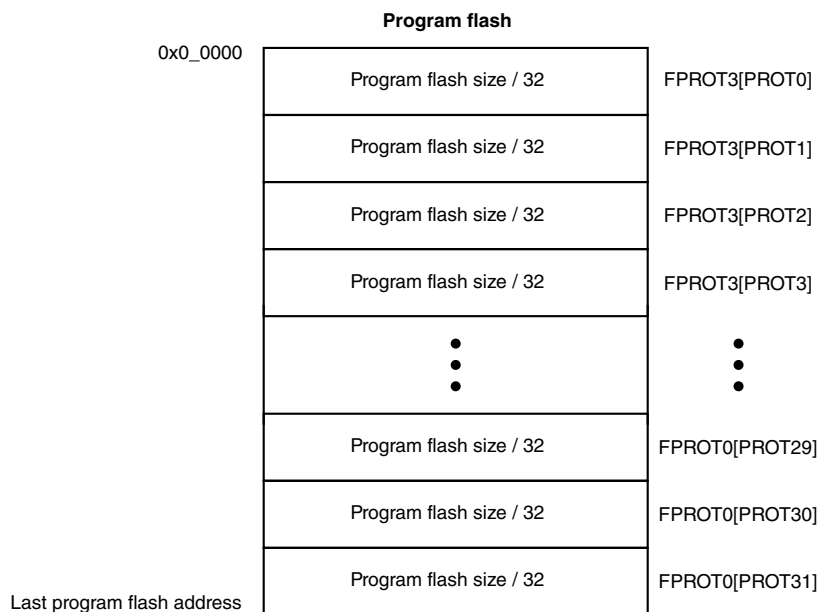 Program flash
0x0_0000
Program flash size / 32 FPROT3[PROT0]
Program flash size / 32 FPROT3[PROT1]
Program flash size / 32 FPROT3[PROT2]
Program flash size / 32 FPROT3[PROT3]
Program flash size / 32 FPROT0[PROT29]
Program flash size / 32 FPROT0[PROT30]
Program flash size / 32 FPROT0[PROT31]
Last program flash address